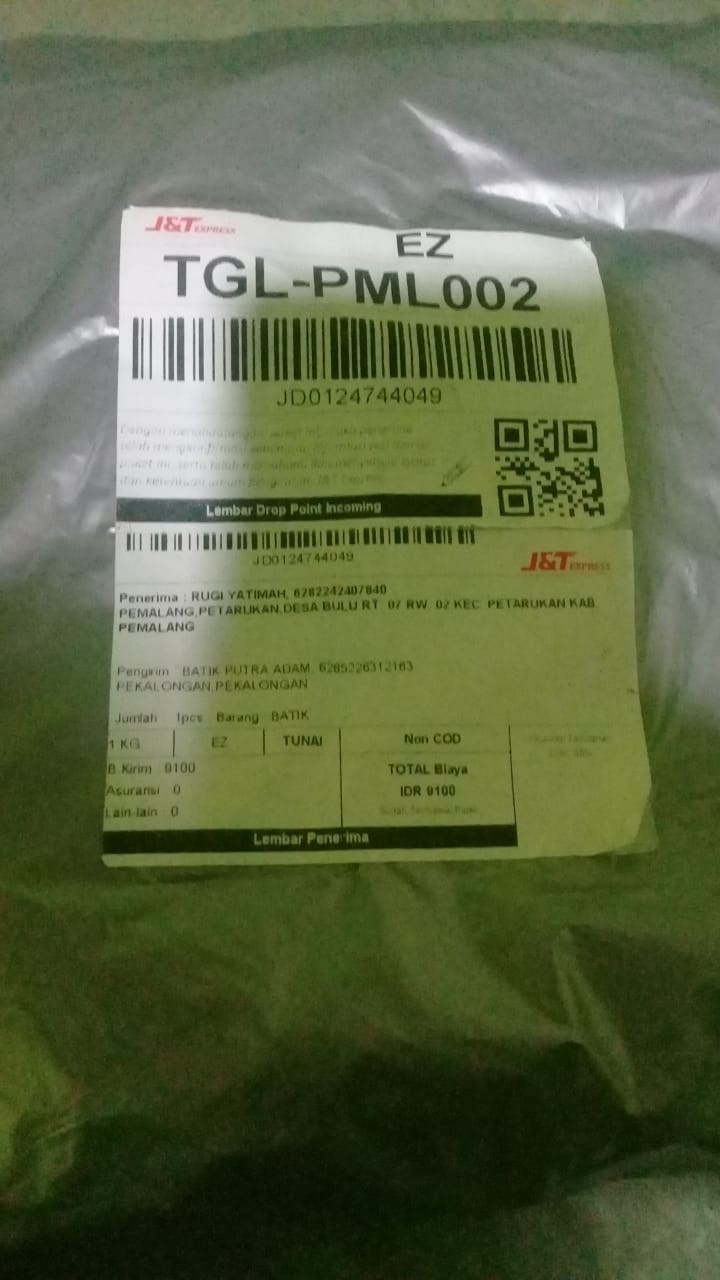 J&T EXPRESS
EZ
TGL-PML002
JD0124744049
Lembar Drop Point Incoming
JD0124744049
J&T EXPRESS
Penerima : RUGI YATIMAH, 6282242407840
PEMALANG,PETARUKAN,DESA BULU RT. 07 RW. 02 KEC. PETARUKAN KAB.
PEMALANG
Pengirim : BATIK PUTRA ADAM, 6285226312163
PEKALONGAN,PEKALONGAN
Jumlah 1pcs Barang BATIK
1 KG EZ TUNAI Non COD
B.Kirim 9100 TOTAL Biaya
Asuransi 0 IDR 9100
Lain-lain 0
Lembar Penerima